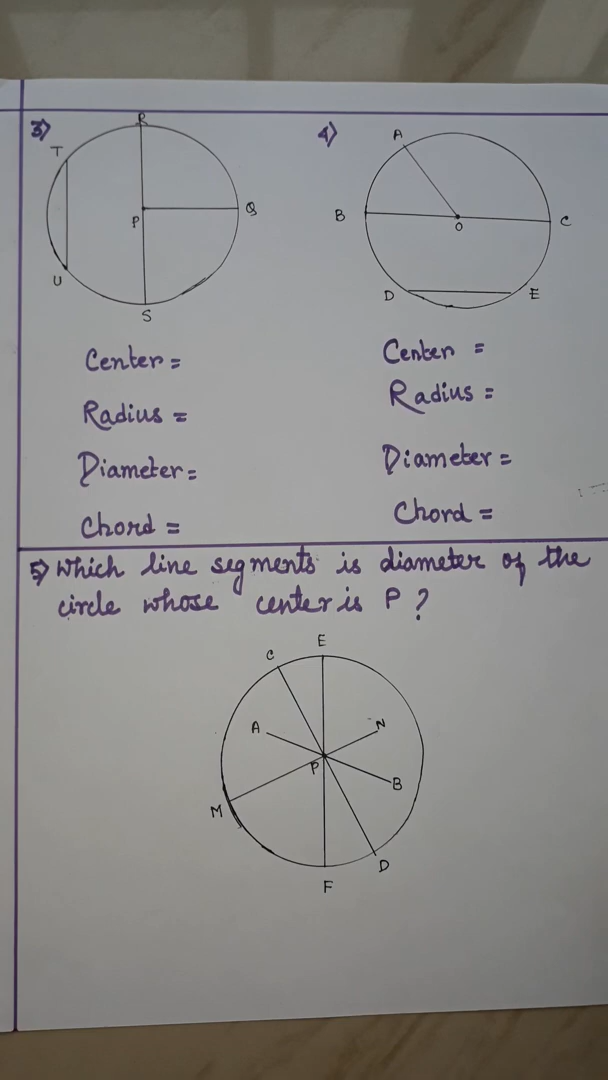 3)
R
T
P
Q
U
S
Center =
Radius =
Diameter =
Chord =
4)
A
B
O
C
D
E
Center =
Radius =
Diameter =
Chord =
5) Which line segments is diameter of the
circle whose center is P ?
E
C
A
N
P
B
M
D
F